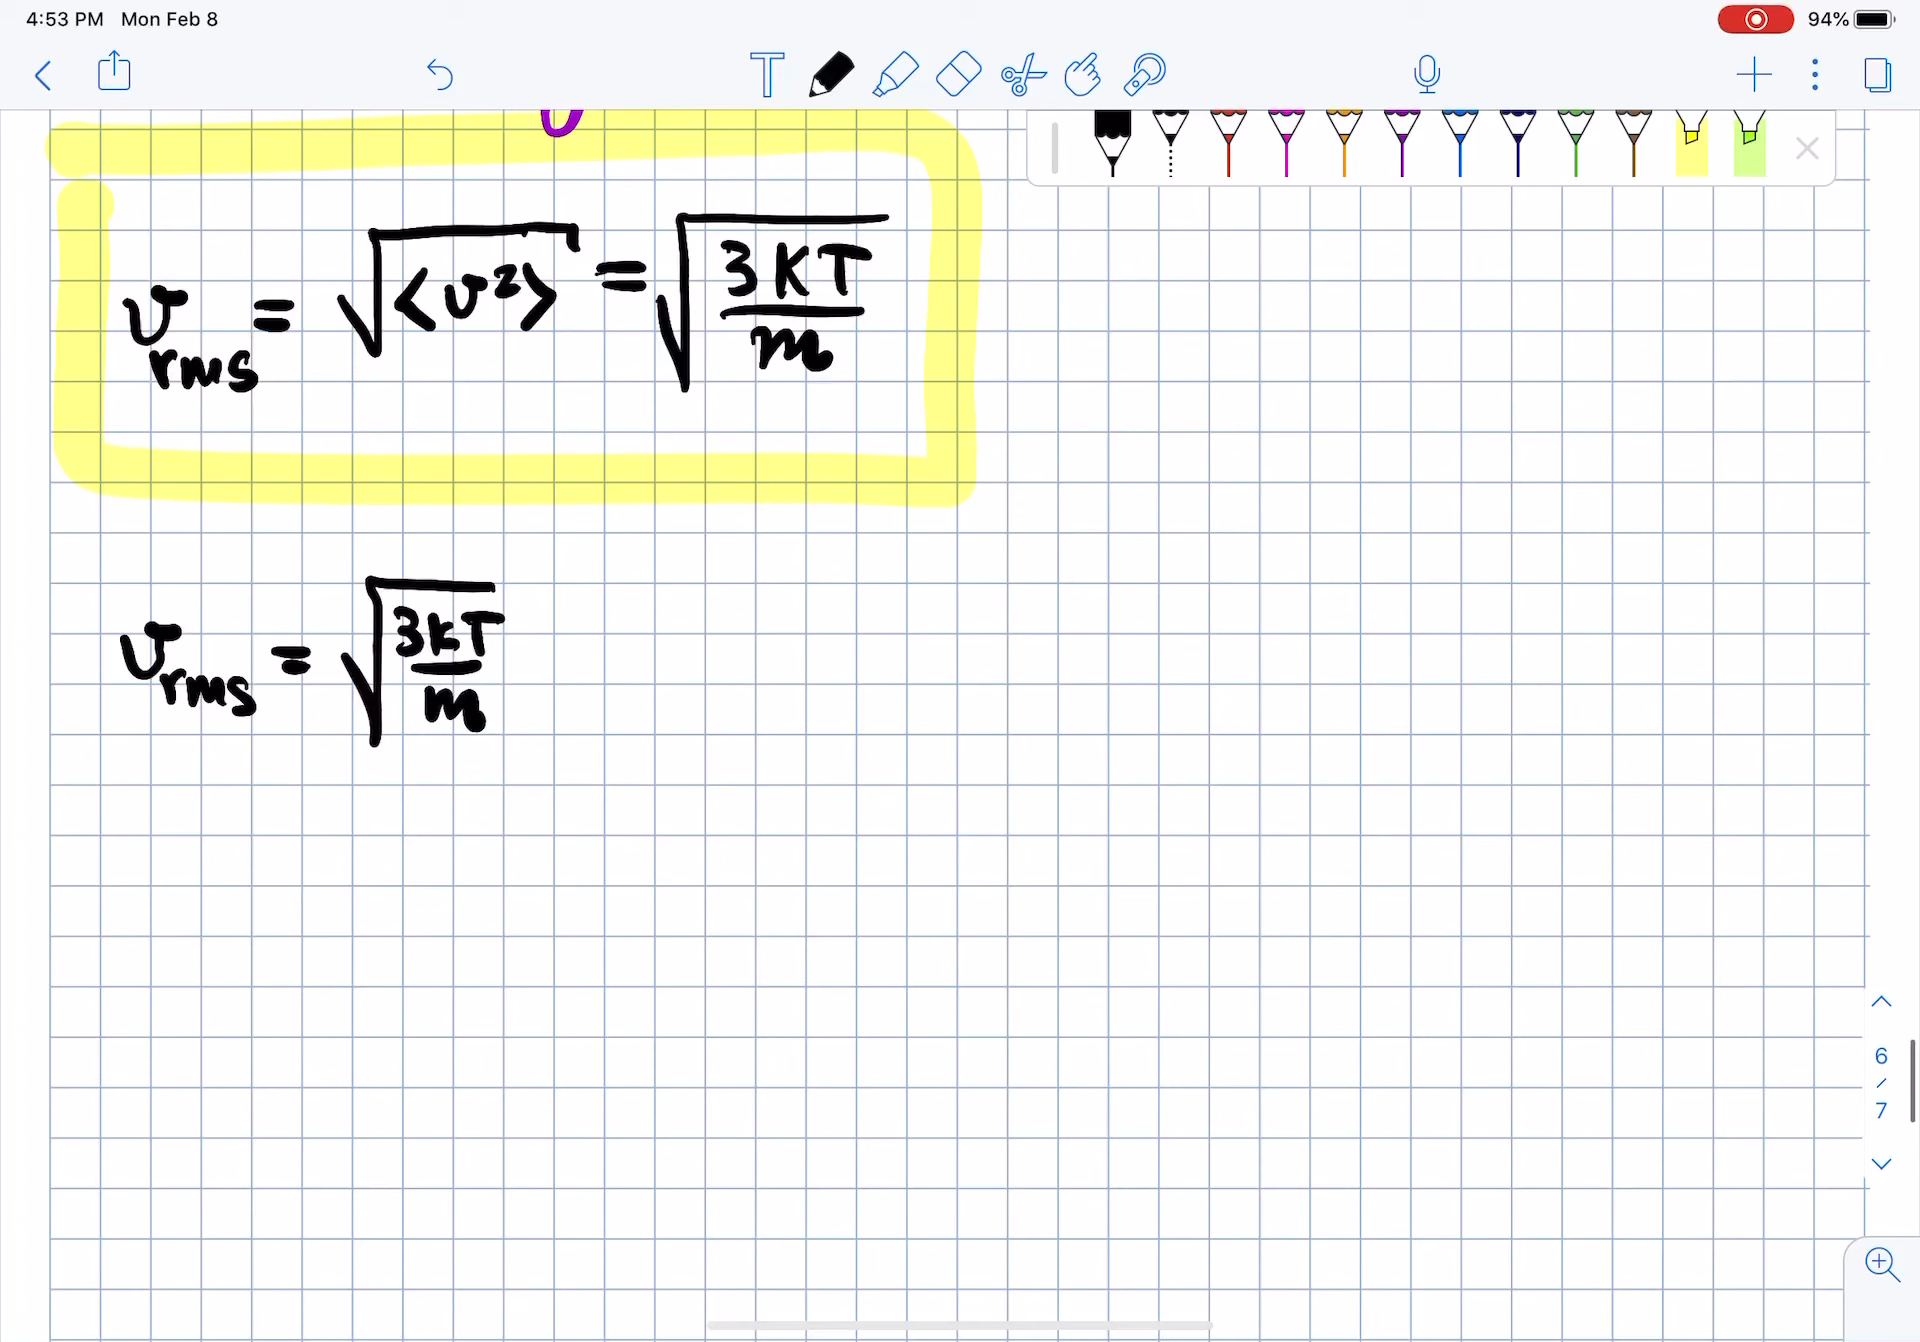 4:53 PM Mon Feb 8
94%
T
v_rms = √<v²> = √(3KT/m)
v_rms = √(3kT/m)
6
/
7